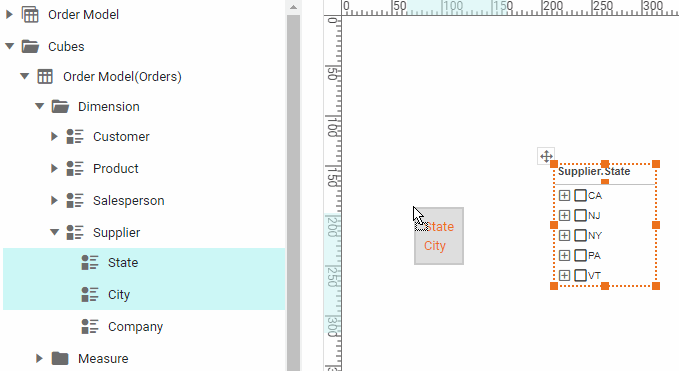 Order Model
Cubes
Order Model(Orders)
Dimension
Customer
Product
Salesperson
Supplier
State
City
Company
Measure
0 50 100 150 200 250 300
0
50
100
150
200
250
300
State
City
Supplier.State
CA
NJ
NY
PA
VT